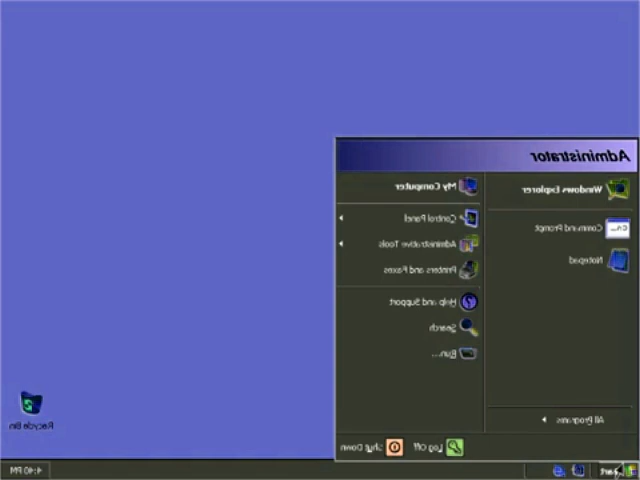 Administrator
Windows Explorer
Command Prompt
C:\_
Notepad
All Programs
My Computer
Control Panel
Administrative Tools
Printers and Faxes
Help and Support
Search
Run...
Log Off
Shut Down
Recycle Bin
4:40 PM